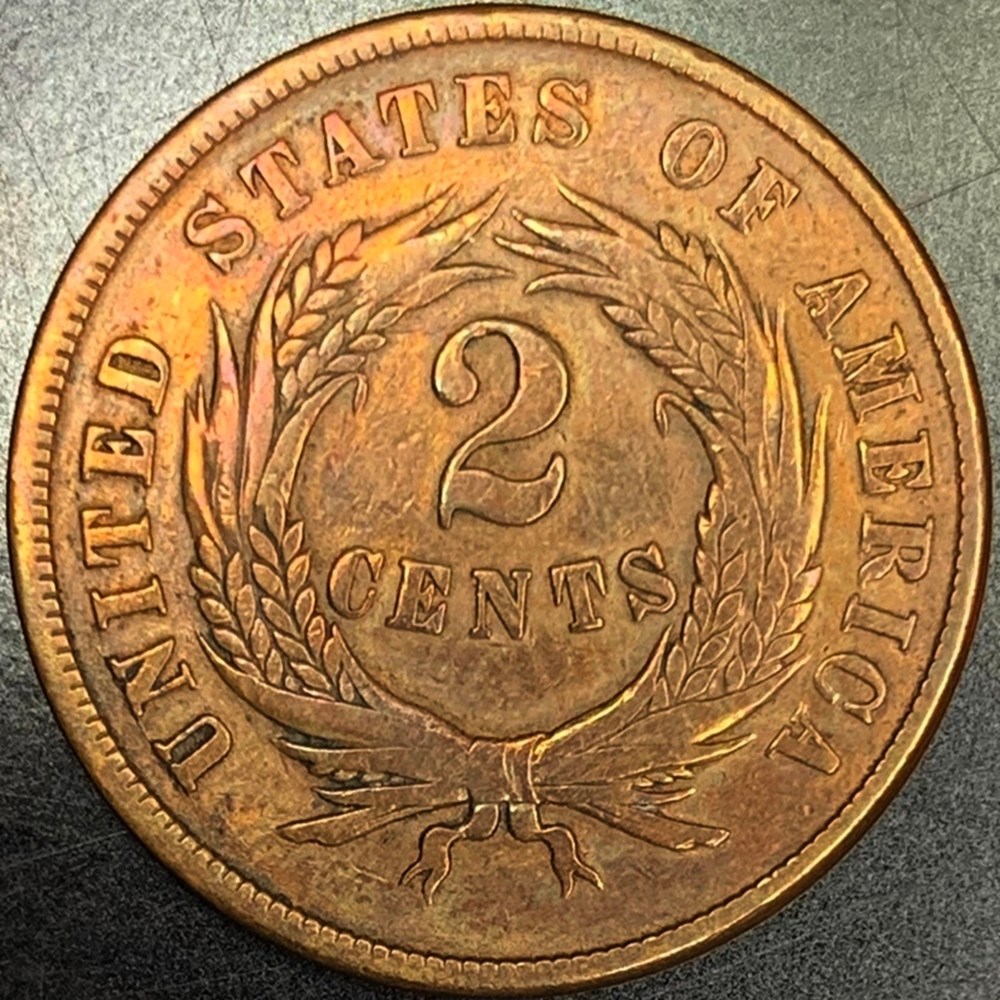 UNITED STATES OF AMERICA
2
CENTS